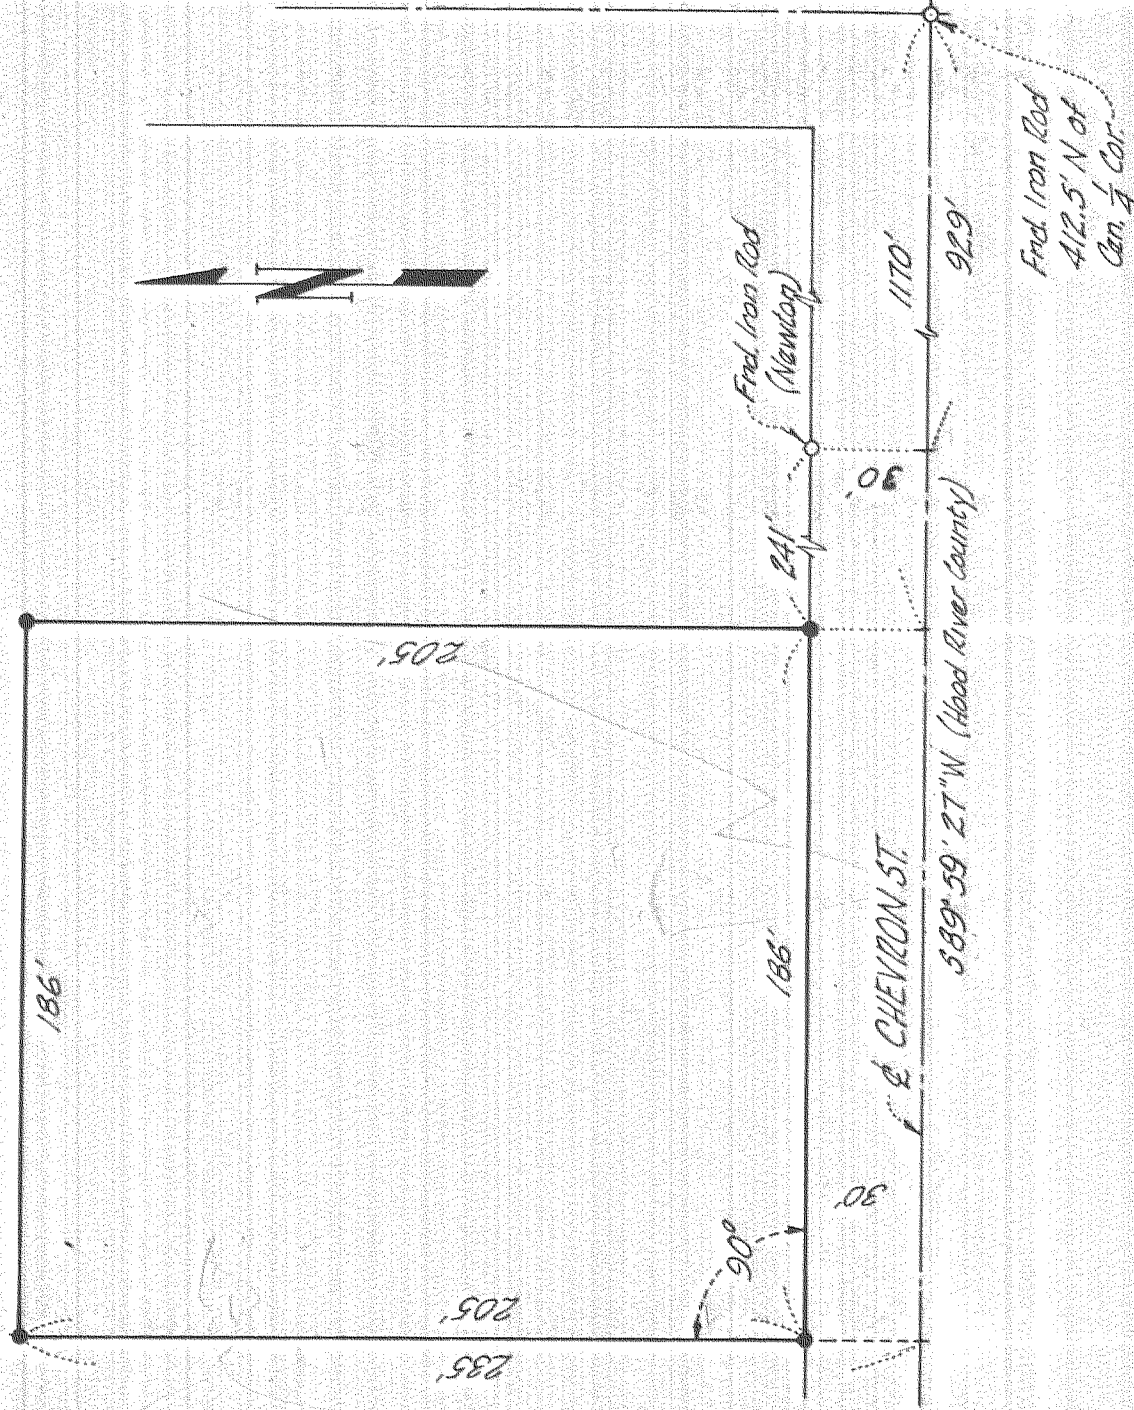 N
Fnd. Iron Rod
412.5' N of
Cen. 1/4 Cor.
1170'
929'
Fnd. Iron Rod
(Newton)
30'
241'
205'
186'
186'
S89° 59' 27" W (Hood River County)
℄ CHEVRON ST.
30'
90°
205'
235'